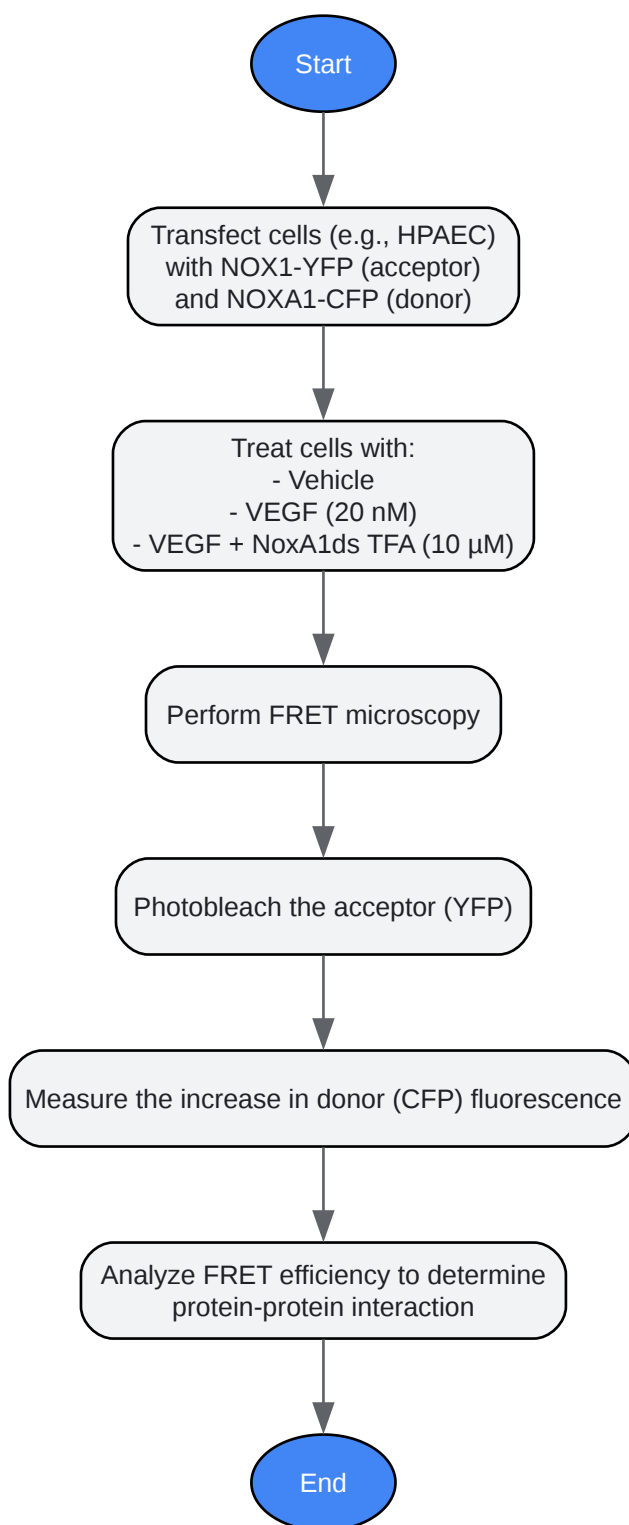 Start
Transfect cells (e.g., HPAEC)
with NOX1-YFP (acceptor)
and NOXA1-CFP (donor)
Treat cells with:
- Vehicle
- VEGF (20 nM)
- VEGF + NoxA1ds TFA (10 µM)
Perform FRET microscopy
Photobleach the acceptor (YFP)
Measure the increase in donor (CFP) fluorescence
Analyze FRET efficiency to determine
protein-protein interaction
End